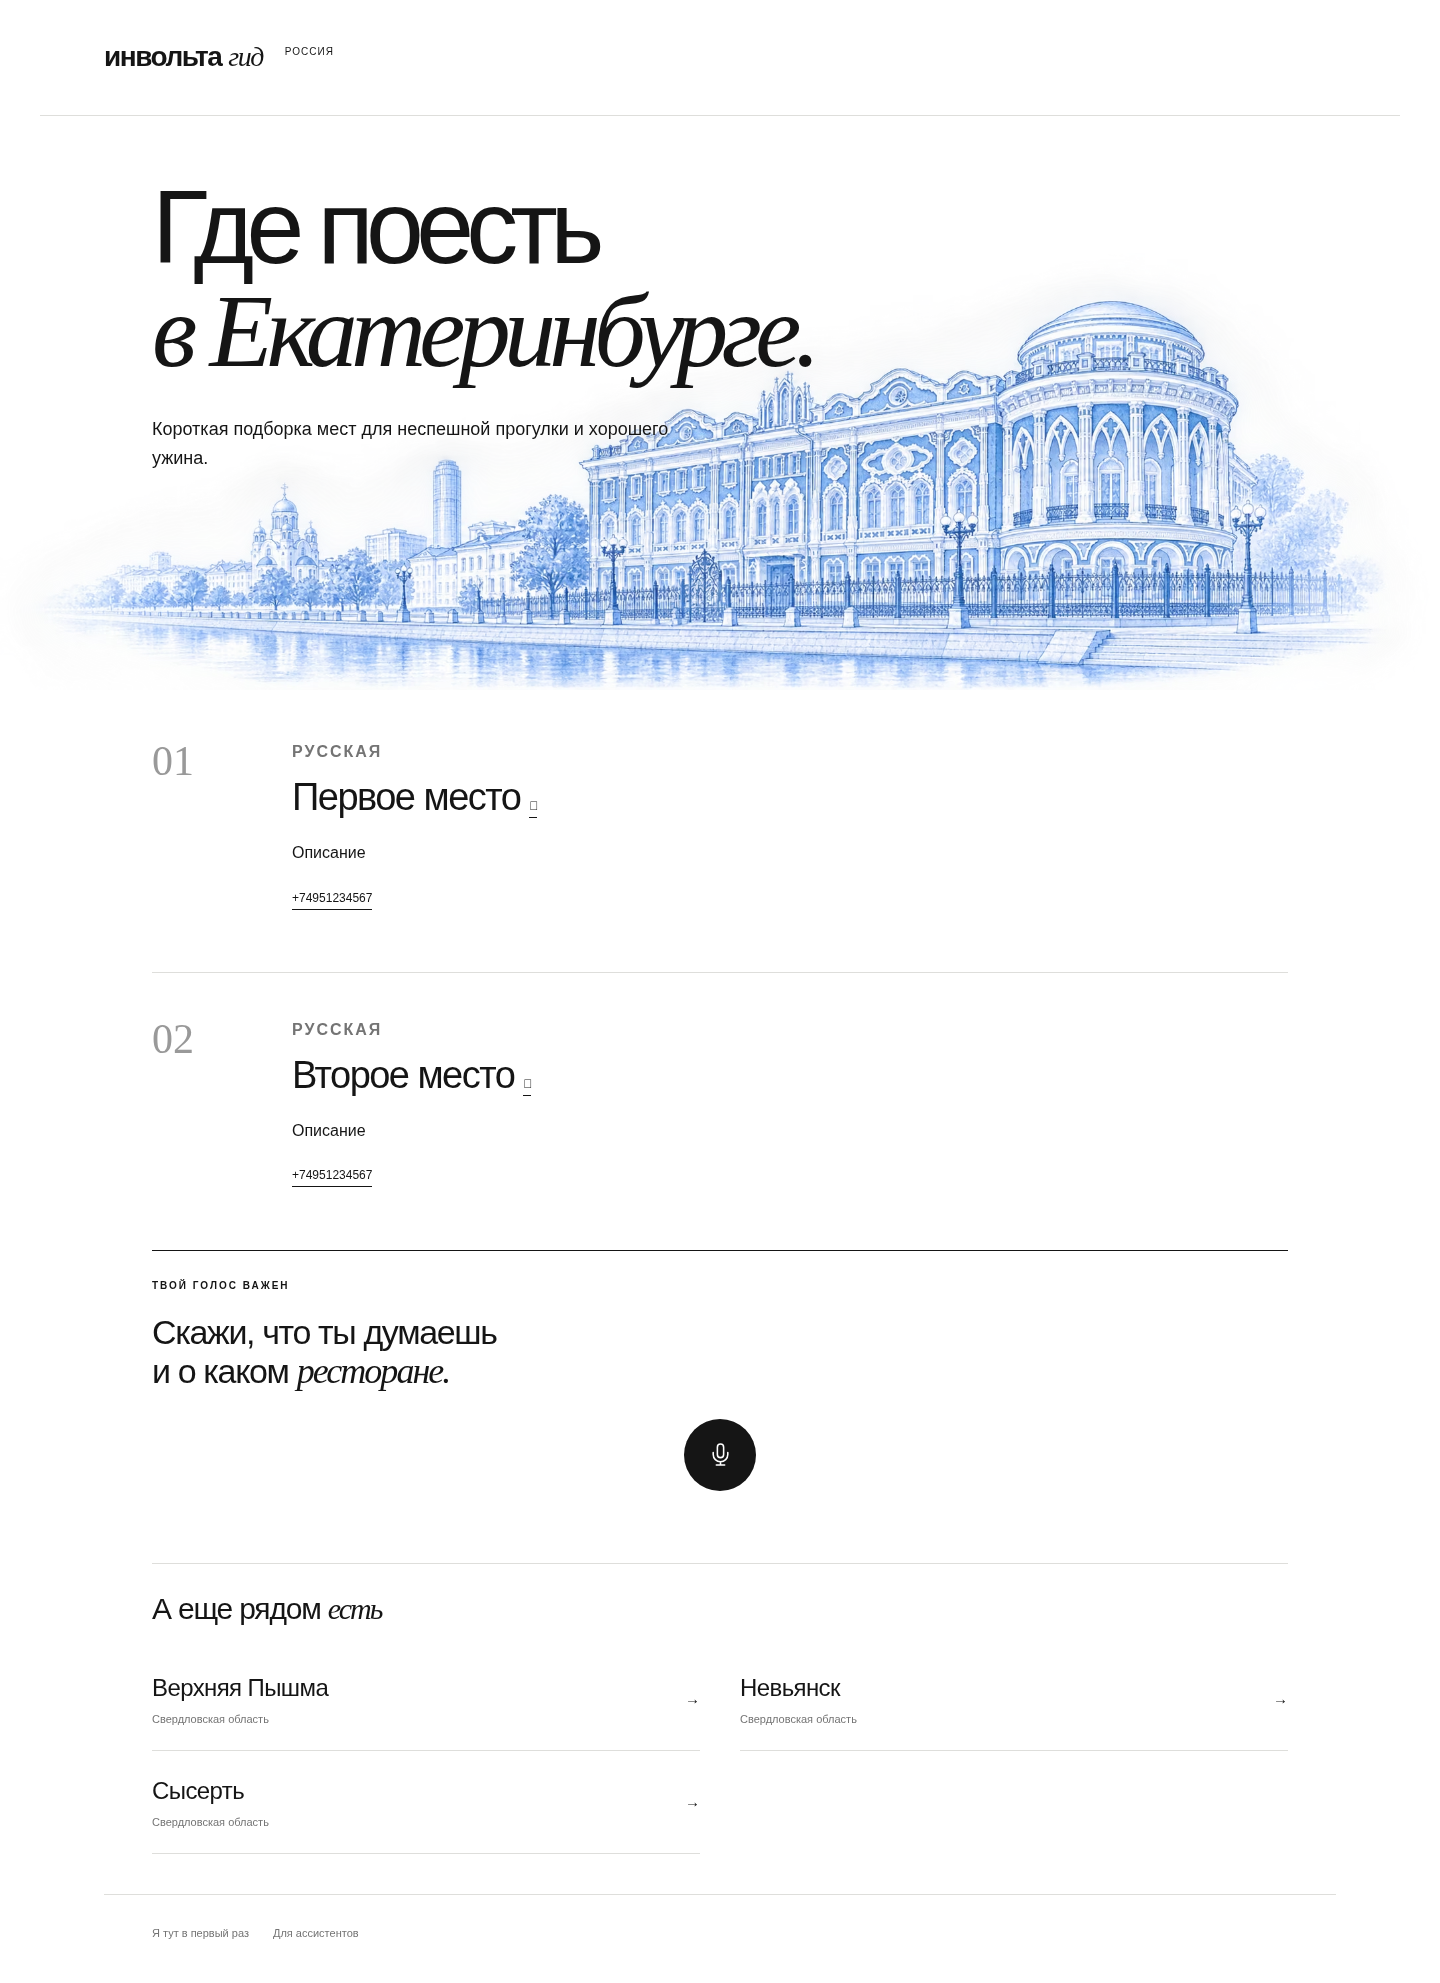 инвольта гид РОССИЯ
Где поесть
в Екатеринбурге.
Короткая подборка мест для неспешной прогулки и хорошего
ужина.
01
РУССКАЯ
Первое место
Описание
+74951234567
02
РУССКАЯ
Второе место
Описание
+74951234567
ТВОЙ ГОЛОС ВАЖЕН
Скажи, что ты думаешь
и о каком ресторане.
А еще рядом есть
Верхняя Пышма →
Свердловская область
Невьянск →
Свердловская область
Сысерть →
Свердловская область
Я тут в первый раз Для ассистентов